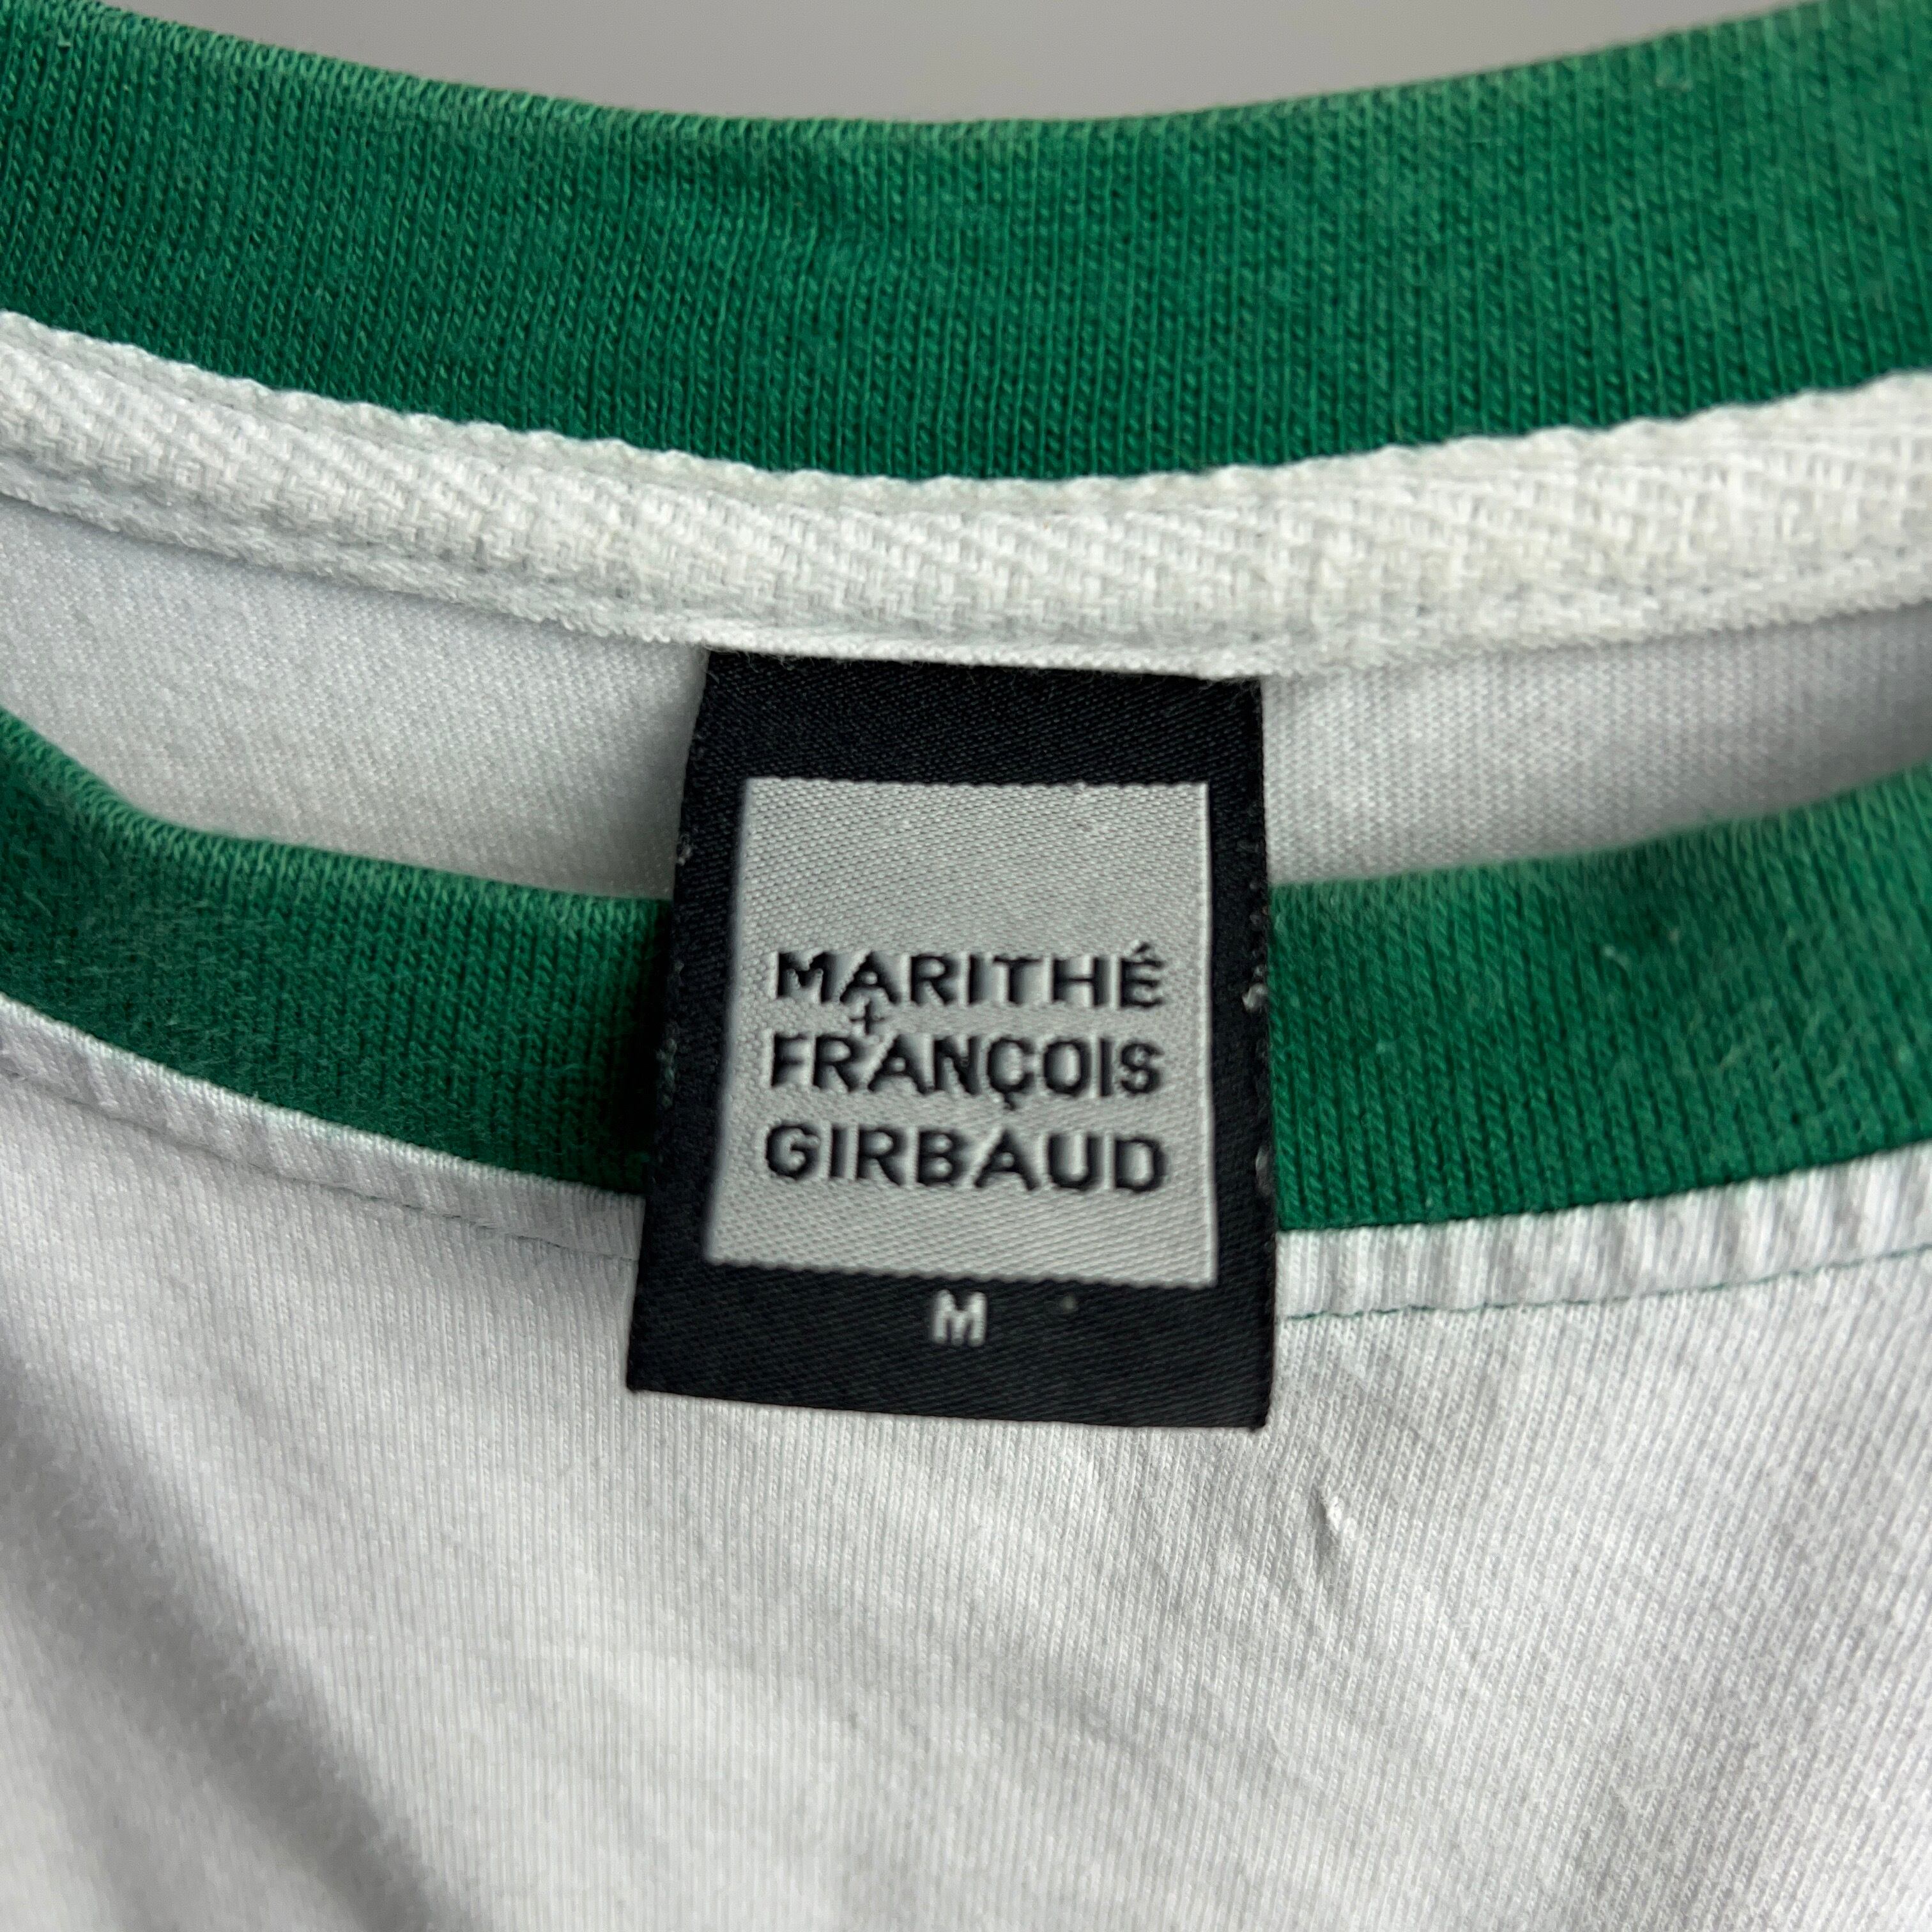 MARITHÉ
+
FRANÇOIS
GIRBAUD
M